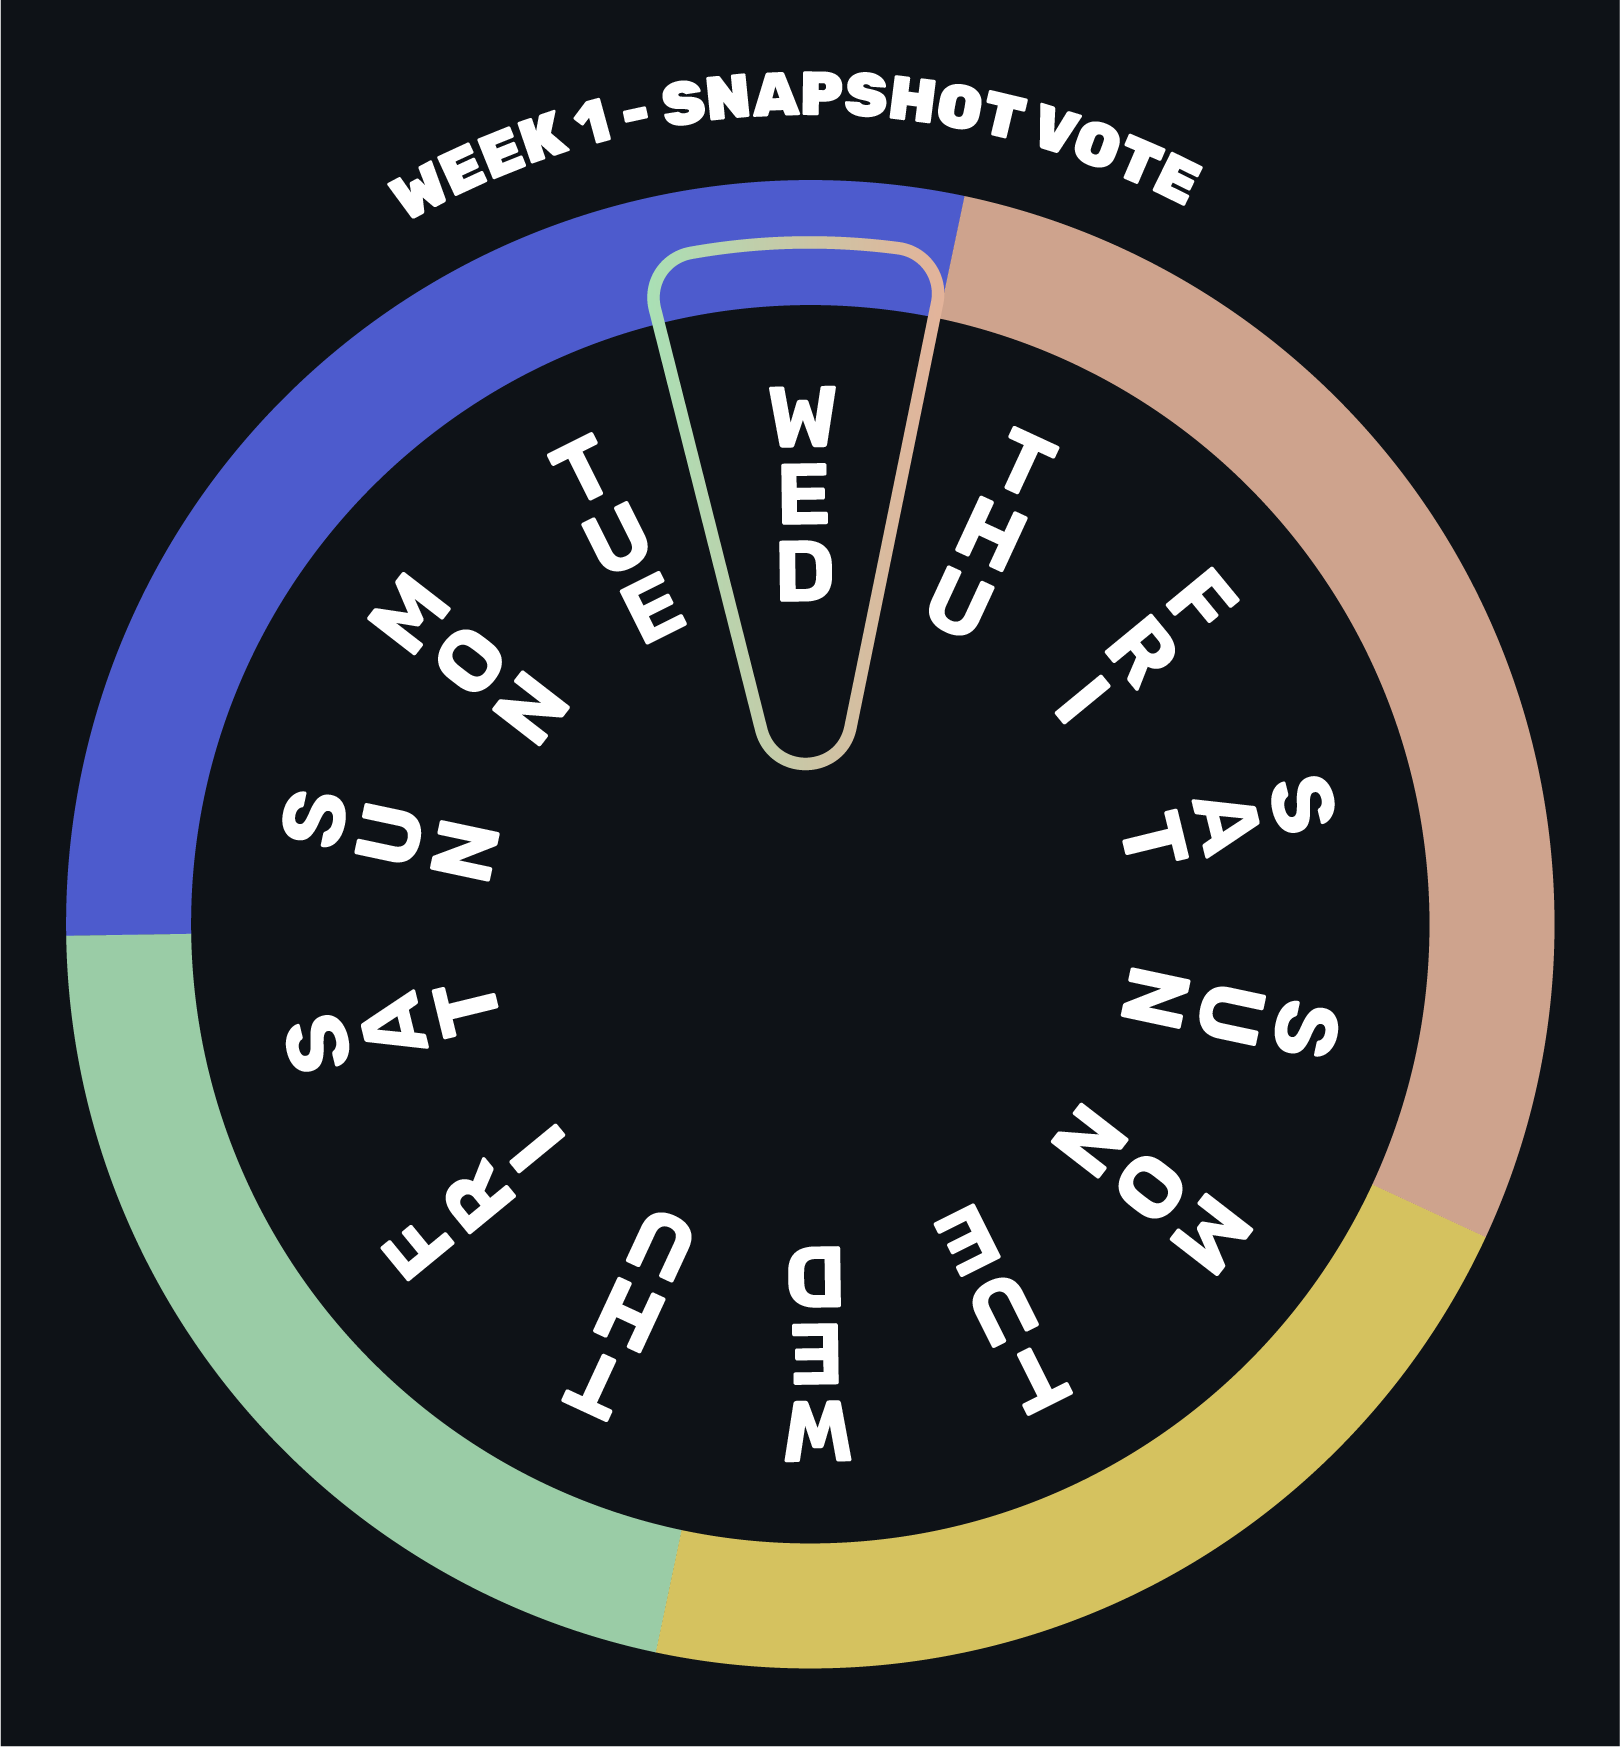 WEEK 1 - SNAPSHOT VOTE
WED
THU
FRI
SAT
SUN
MON
TUE
WED
THU
FRI
SAT
SUN
MON
TUE